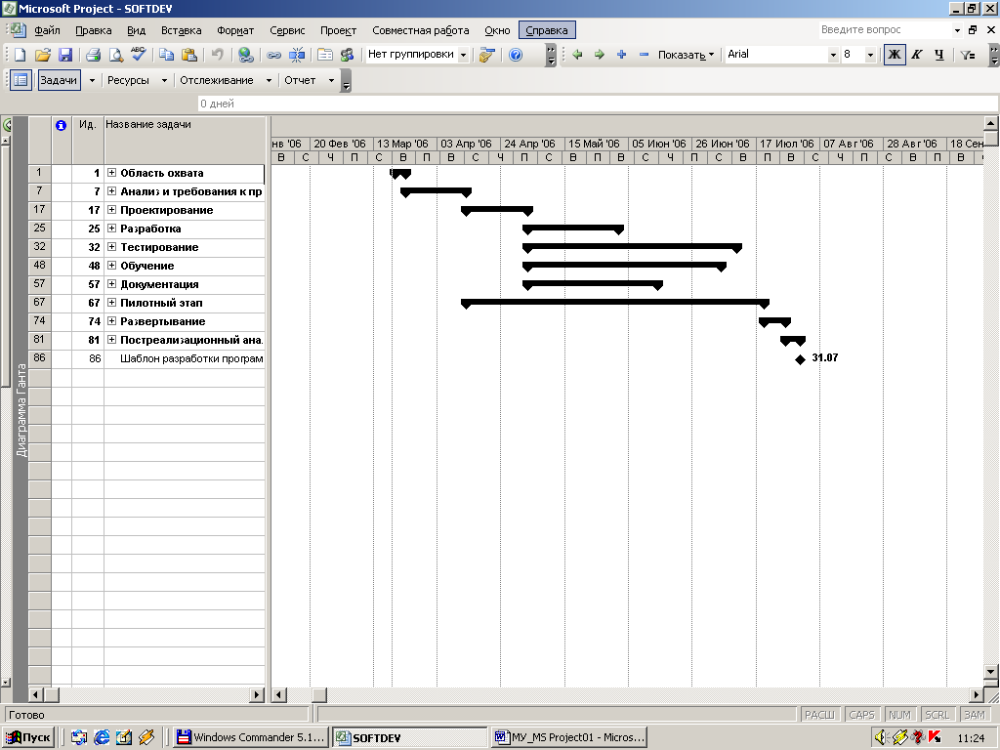 Microsoft Project - SOFTDEV
Файл Правка Вид Вставка Формат Сервис Проект Совместная работа Окно Справка Введите вопрос
Нет группировки Показать Arial 8 Ж К Ч
Задачи Ресурсы Отслеживание Отчет
0 дней
Ид. Название задачи
нв '06 20 Фев '06 13 Мар '06 03 Апр '06 24 Апр '06 15 Май '06 05 Июн '06 26 Июн '06 17 Июл '06 07 Авг '06 28 Авг '06 18 Сен
В С Ч П В П В С Ч П С В П В С Ч П С В П В С Ч П С В
1 1 Область охвата
7 7 Анализ и требования к пр
17 17 Проектирование
25 25 Разработка
32 32 Тестирование
48 48 Обучение
57 57 Документация
67 67 Пилотный этап
74 74 Развертывание
81 81 Постреализационный ана.
86 86 Шаблон разработки програм 31.07
Диаграмма Ганта
Готово РАСШ CAPS NUM SCRL ЗАМ
Пуск Windows Commander 5.1... SOFTDEV МУ_MS Project01 - Micros... 11:24